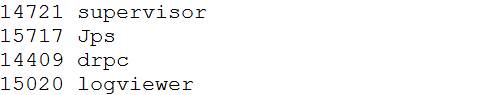 14721 supervisor
15717 Jps
14409 drpc
15020 logviewer